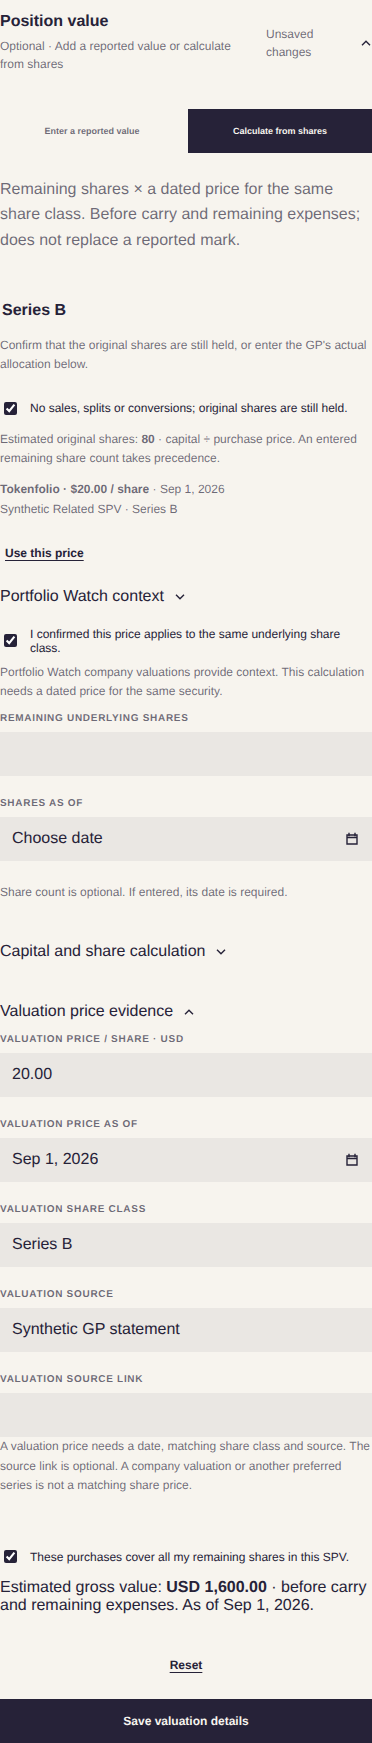 Position value
Optional · Add a reported value or calculate
from shares
Unsaved
changes
Enter a reported value
Calculate from shares
Remaining shares × a dated price for the same
share class. Before carry and remaining expenses;
does not replace a reported mark.
Series B
Confirm that the original shares are still held, or enter the GP's actual
allocation below.
No sales, splits or conversions; original shares are still held.
Estimated original shares: 80 · capital ÷ purchase price. An entered
remaining share count takes precedence.
Tokenfolio · $20.00 / share · Sep 1, 2026
Synthetic Related SPV · Series B
Use this price
Portfolio Watch context
I confirmed this price applies to the same underlying share
class.
Portfolio Watch company valuations provide context. This calculation
needs a dated price for the same security.
REMAINING UNDERLYING SHARES
SHARES AS OF
Choose date
Share count is optional. If entered, its date is required.
Capital and share calculation
Valuation price evidence
VALUATION PRICE / SHARE · USD
20.00
VALUATION PRICE AS OF
Sep 1, 2026
VALUATION SHARE CLASS
Series B
VALUATION SOURCE
Synthetic GP statement
VALUATION SOURCE LINK
A valuation price needs a date, matching share class and source. The
source link is optional. A company valuation or another preferred
series is not a matching share price.
These purchases cover all my remaining shares in this SPV.
Estimated gross value: USD 1,600.00 · before carry
and remaining expenses. As of Sep 1, 2026.
Reset
Save valuation details